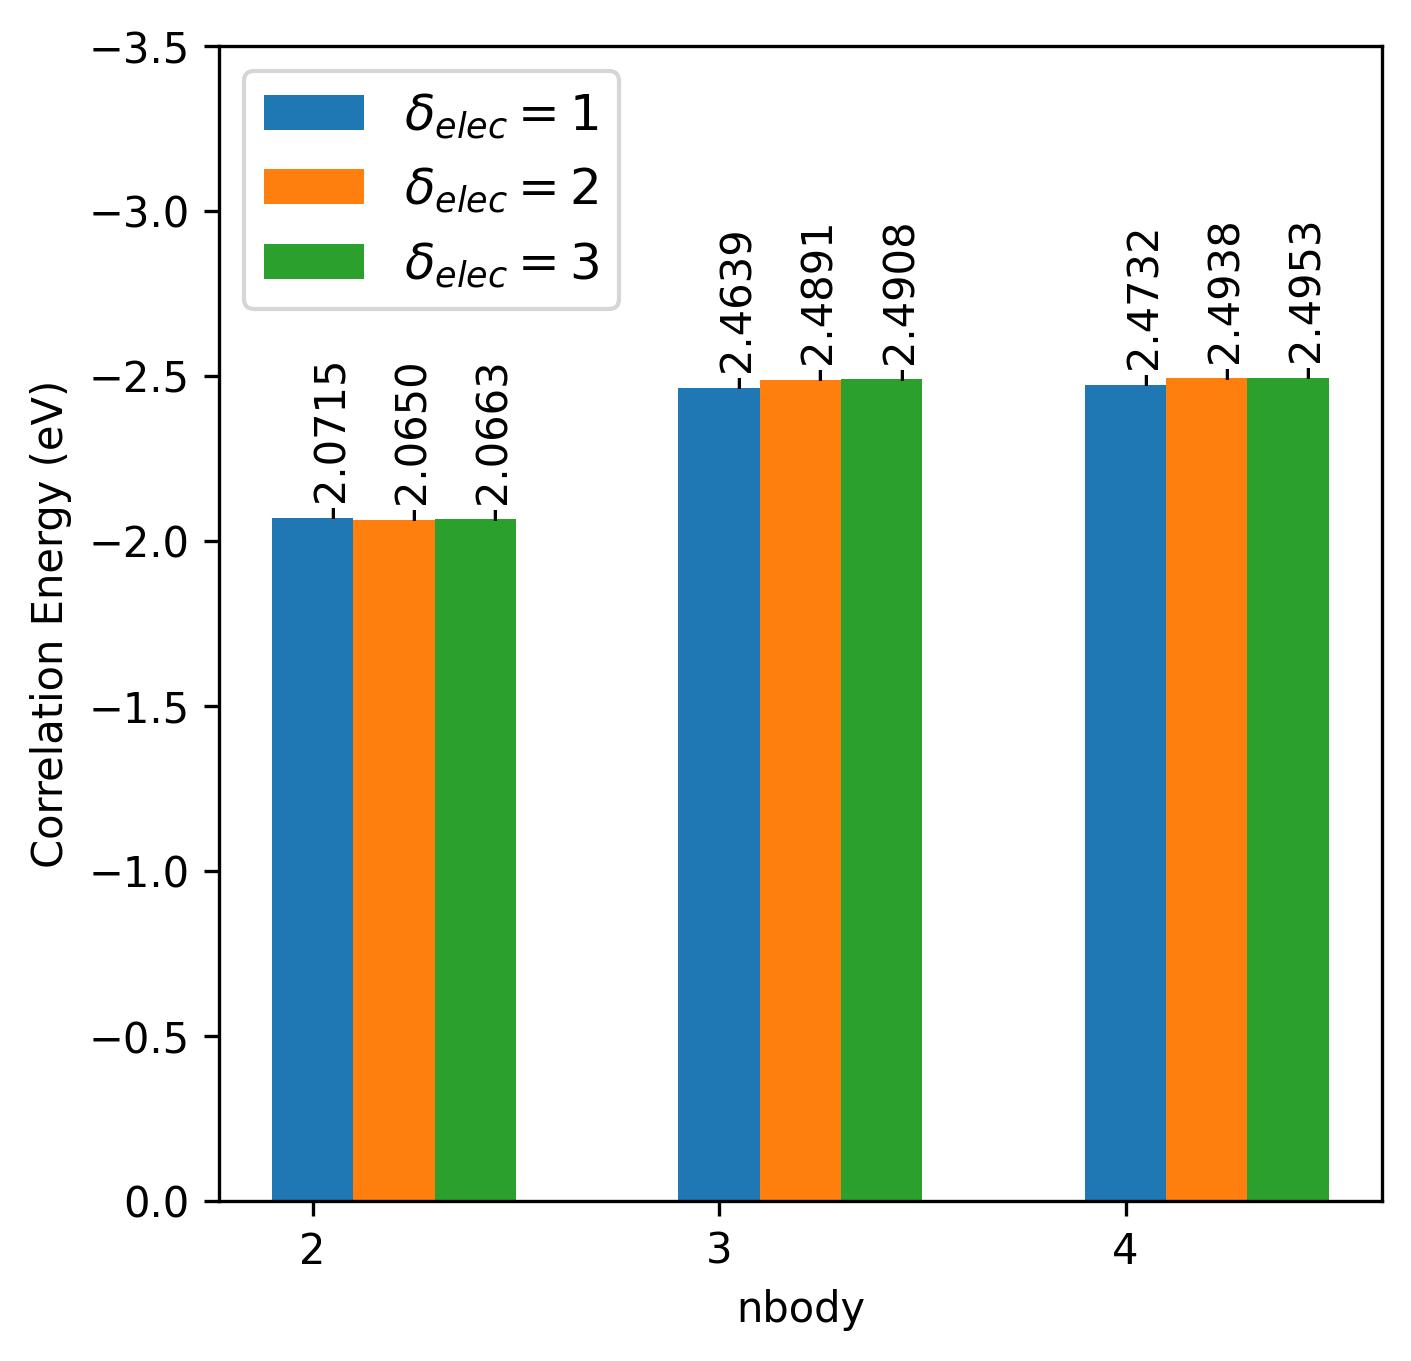 −3.5
−3.0
−2.5
−2.0
−1.5
−1.0
−0.5
0.0
Correlation Energy (eV)
δelec = 1
δelec = 2
δelec = 3
-2.0715
-2.0650
-2.0663
-2.4639
-2.4891
-2.4908
-2.4732
-2.4938
-2.4953
2 3 4
nbody